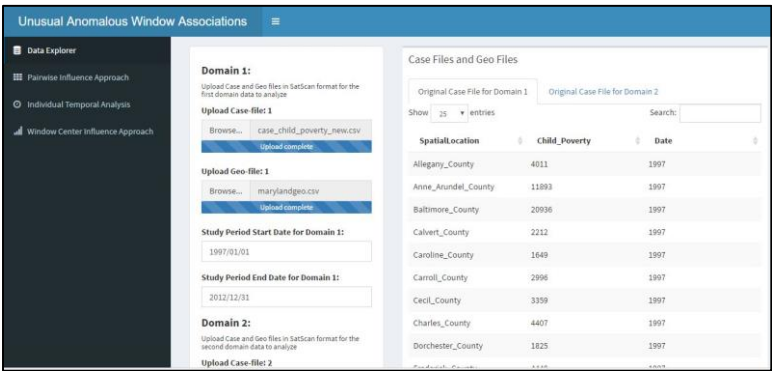 Unusual Anomalous Window Associations
Data Explorer
Pairwise Influence Approach
Individual Temporal Analysis
Window Center Influence Approach
Domain 1:
Upload Case and Geo files in SatScan format for the
first domain data to analyze
Upload Case-file: 1
Browse... case_child_poverty_new.csv
Upload complete
Upload Geo-file: 1
Browse... marylandgeo.csv
Upload complete
Study Period Start Date for Domain 1:
1997/01/01
Study Period End Date for Domain 1:
2012/12/31
Domain 2:
Upload Case and Geo files in SatScan format for the
second domain data to analyze
Upload Case-file: 2
Case Files and Geo Files
Original Case File for Domain 1 Original Case File for Domain 2
Show 25 entries Search:
SpatialLocation Child_Poverty Date
Allegany_County 4011 1997
Anne_Arundel_County 11893 1997
Baltimore_County 20936 1997
Calvert_County 2212 1997
Caroline_County 1649 1997
Carroll_County 2996 1997
Cecil_County 3359 1997
Charles_County 4407 1997
Dorchester_County 1825 1997